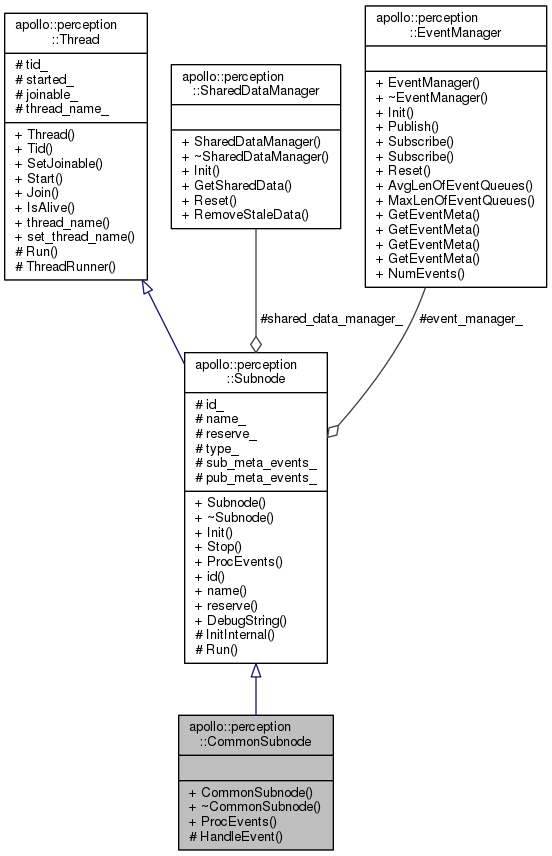 apollo::perception
::Thread
# tid_
# started_
# joinable_
# thread_name_
+ Thread()
+ Tid()
+ SetJoinable()
+ Start()
+ Join()
+ IsAlive()
+ thread_name()
+ set_thread_name()
# Run()
# ThreadRunner()
apollo::perception
::SharedDataManager
+ SharedDataManager()
+ ~SharedDataManager()
+ Init()
+ GetSharedData()
+ Reset()
+ RemoveStaleData()
apollo::perception
::EventManager
+ EventManager()
+ ~EventManager()
+ Init()
+ Publish()
+ Subscribe()
+ Subscribe()
+ Reset()
+ AvgLenOfEventQueues()
+ MaxLenOfEventQueues()
+ GetEventMeta()
+ GetEventMeta()
+ GetEventMeta()
+ GetEventMeta()
+ NumEvents()
#shared_data_manager_
#event_manager_
apollo::perception
::Subnode
# id_
# name_
# reserve_
# type_
# sub_meta_events_
# pub_meta_events_
+ Subnode()
+ ~Subnode()
+ Init()
+ Stop()
+ ProcEvents()
+ id()
+ name()
+ reserve()
+ DebugString()
# InitInternal()
# Run()
apollo::perception
::CommonSubnode
+ CommonSubnode()
+ ~CommonSubnode()
+ ProcEvents()
# HandleEvent()